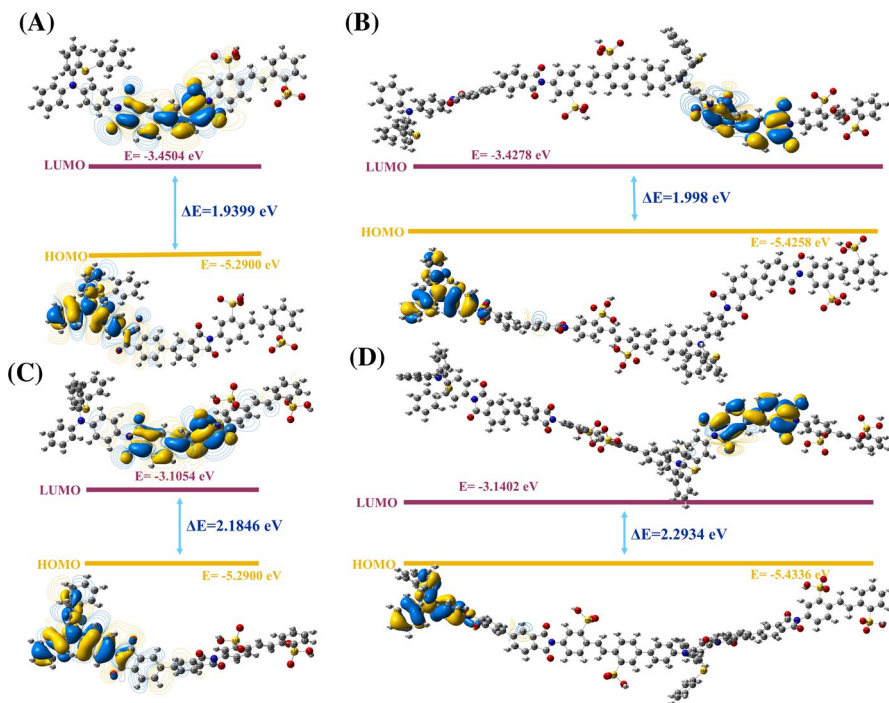 (A)
E= -3.4504 eV
LUMO
ΔE=1.9399 eV
HOMO
E= -5.2900 eV
(B)
E= -3.4278 eV
LUMO
ΔE=1.998 eV
HOMO
E= -5.4258 eV
(C)
E= -3.1054 eV
LUMO
ΔE=2.1846 eV
HOMO
E= -5.2900 eV
(D)
E= -3.1402 eV
LUMO
ΔE=2.2934 eV
HOMO
E= -5.4336 eV